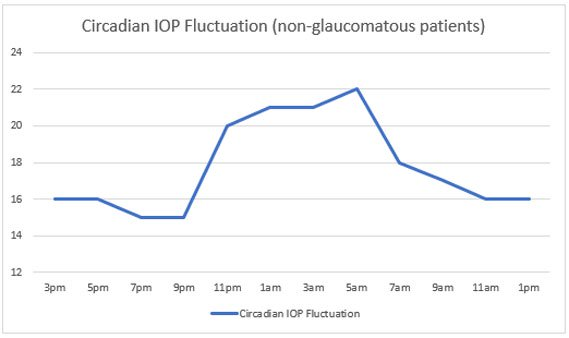 Circadian IOP Fluctuation (non-glaucomatous patients)
24
22
20
18
16
14
12
3pm 5pm 7pm 9pm 11pm 1am 3am 5am 7am 9am 11am 1pm
Circadian IOP Fluctuation